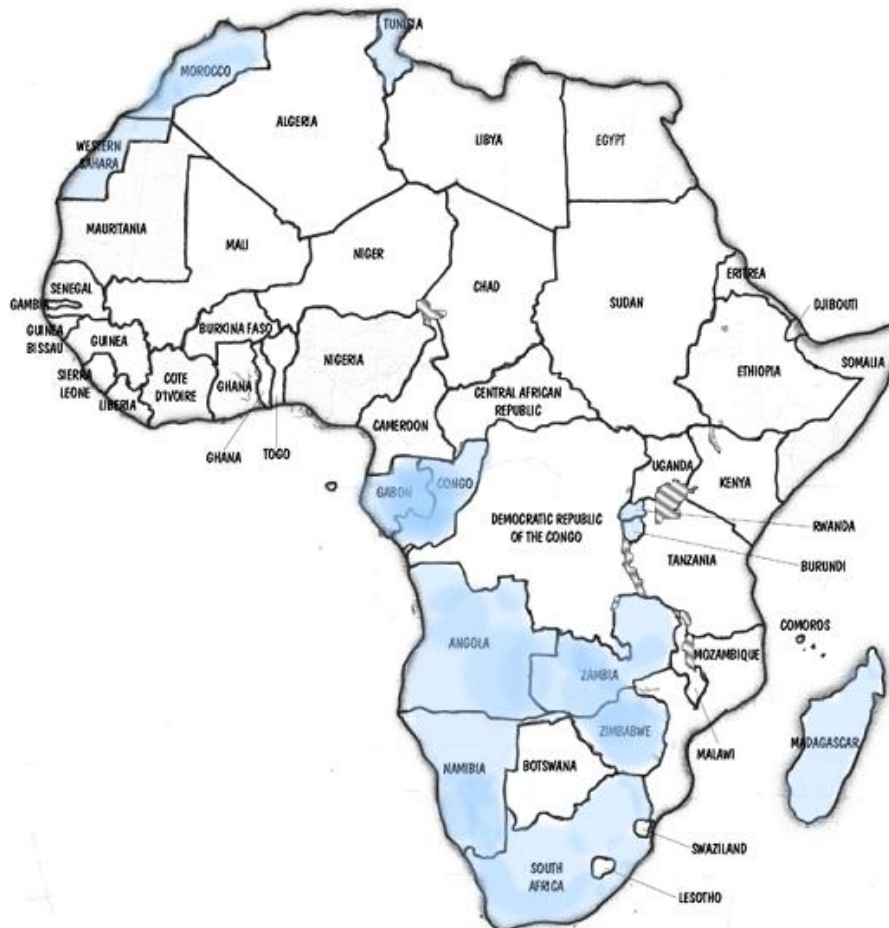 TUNISIA
MOROCCO
ALGERIA
LIBYA
EGYPT
WESTERN
SAHARA
MAURITANIA
MALI
NIGER
CHAD
SUDAN
ERITREA
DJIBOUTI
SENEGAL
GAMBIA
GUINEA
BISSAU
GUINEA
BURKINA FASO
NIGERIA
ETHIOPIA
SOMALIA
SIERRA
LEONE
LIBERIA
COTE
D'IVOIRE
GHANA
CENTRAL AFRICAN
REPUBLIC
CAMEROON
GHANA
TOGO
UGANDA
KENYA
GABON
CONGO
DEMOCRATIC REPUBLIC
OF THE CONGO
RWANDA
TANZANIA
BURUNDI
COMOROS
ANGOLA
ZAMBIA
MOZAMBIQUE
ZIMBABWE
MALAWI
MADAGASCAR
NAMIBIA
BOTSWANA
SWAZILAND
SOUTH
AFRICA
LESOTHO